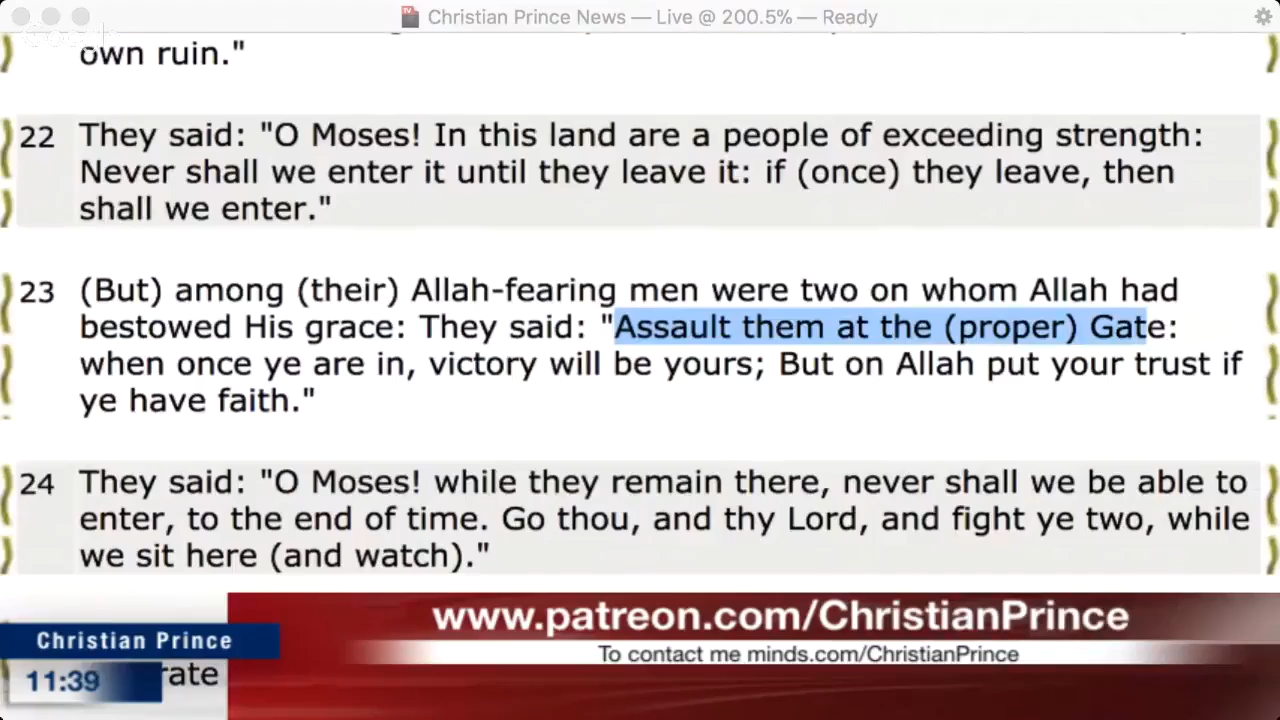 Christian Prince News — Live @ 200.5% — Ready
own ruin."
22 They said: "O Moses! In this land are a people of exceeding strength:
Never shall we enter it until they leave it: if (once) they leave, then
shall we enter."
23 (But) among (their) Allah-fearing men were two on whom Allah had
bestowed His grace: They said: "Assault them at the (proper) Gate:
when once ye are in, victory will be yours; But on Allah put your trust if
ye have faith."
24 They said: "O Moses! while they remain there, never shall we be able to
enter, to the end of time. Go thou, and thy Lord, and fight ye two, while
we sit here (and watch)."
www.patreon.com/ChristianPrince
Christian Prince
To contact me minds.com/ChristianPrince
11:39
rate